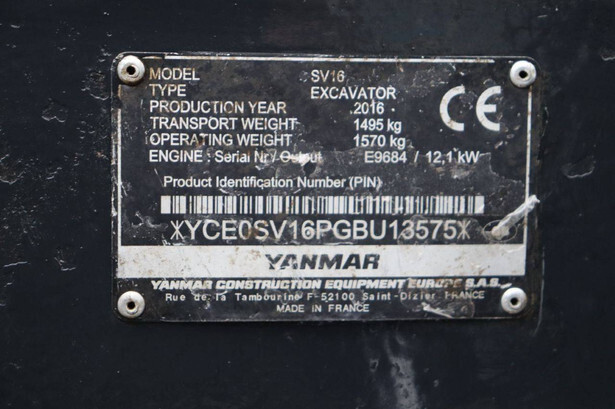 MODEL SV16
TYPE EXCAVATOR
PRODUCTION YEAR 2016
TRANSPORT WEIGHT 1495 kg
OPERATING WEIGHT 1570 kg
ENGINE : Serial Nr / Output E9684 / 12,1 kW
CE
Product Identification Number (PIN)
*YCE0SV16PGBU13575*
YANMAR
YANMAR CONSTRUCTION EQUIPMENT EUROPE S.A.S.
Rue de la Tambourine F-52100 Saint-Dizier FRANCE
MADE IN FRANCE